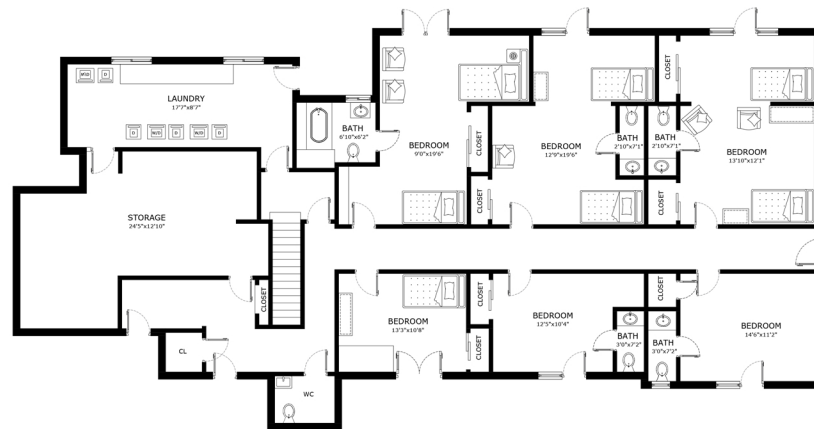 LAUNDRY
17'7"x8'7"
W/D
D
D
W/D
D
W/D
D
BATH
6'10"x6'2"
BEDROOM
9'0"x19'6"
CLOSET
CLOSET
BEDROOM
12'9"x19'6"
BATH
2'10"x7'1"
BATH
2'10"x7'1"
CLOSET
CLOSET
BEDROOM
13'10"x12'1"
STORAGE
24'5"x12'10"
CLOSET
CL
WC
BEDROOM
13'3"x10'8"
CLOSET
CLOSET
BEDROOM
12'5"x10'4"
BATH
3'0"x7'2"
BATH
3'0"x7'2"
CLOSET
BEDROOM
14'6"x11'2"